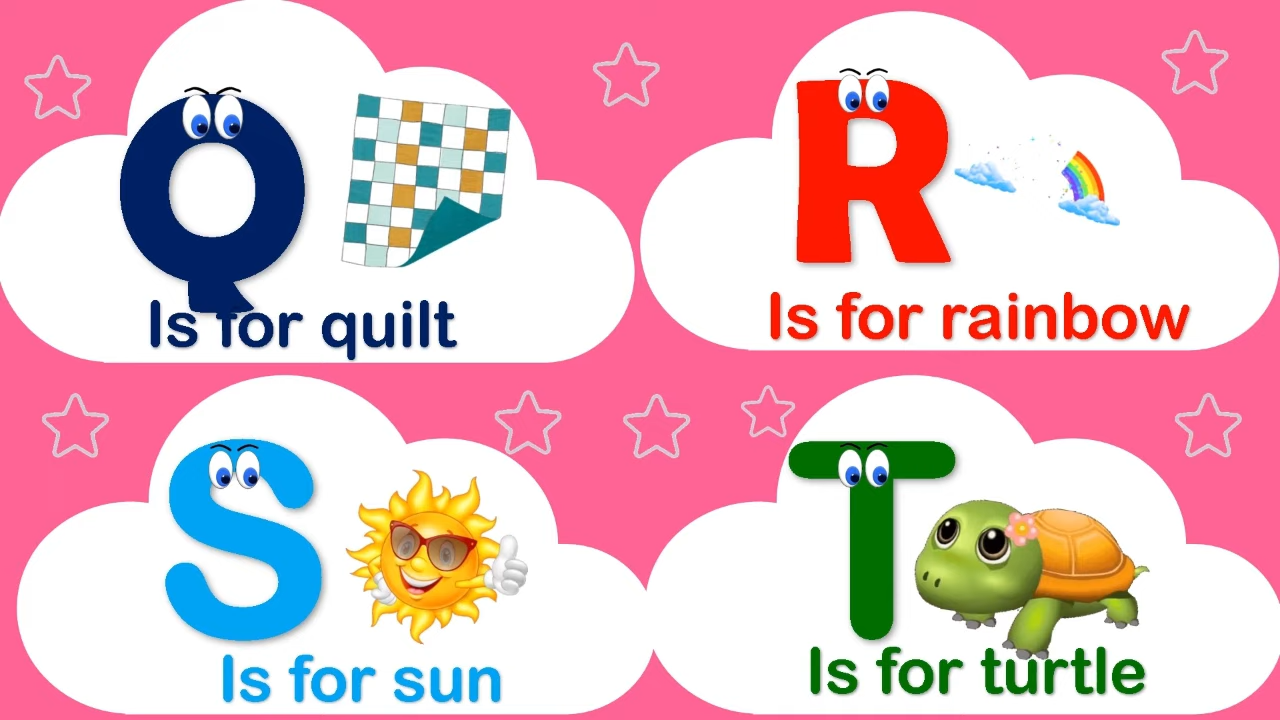 Q
Is for quilt
R
Is for rainbow
S
Is for sun
T
Is for turtle